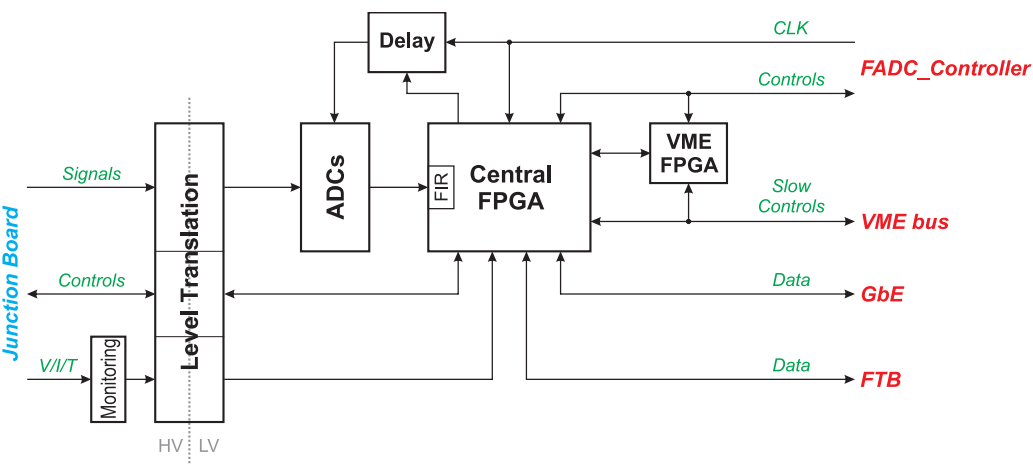 CLK
Delay
FADC_Controller
Controls
VME
FPGA
Central
FPGA
FIR
ADCs
Signals
Level Translation
Slow
Controls
VME bus
Junction Board
Controls
Data
GbE
V/I/T
Monitoring
Data
FTB
HV
LV